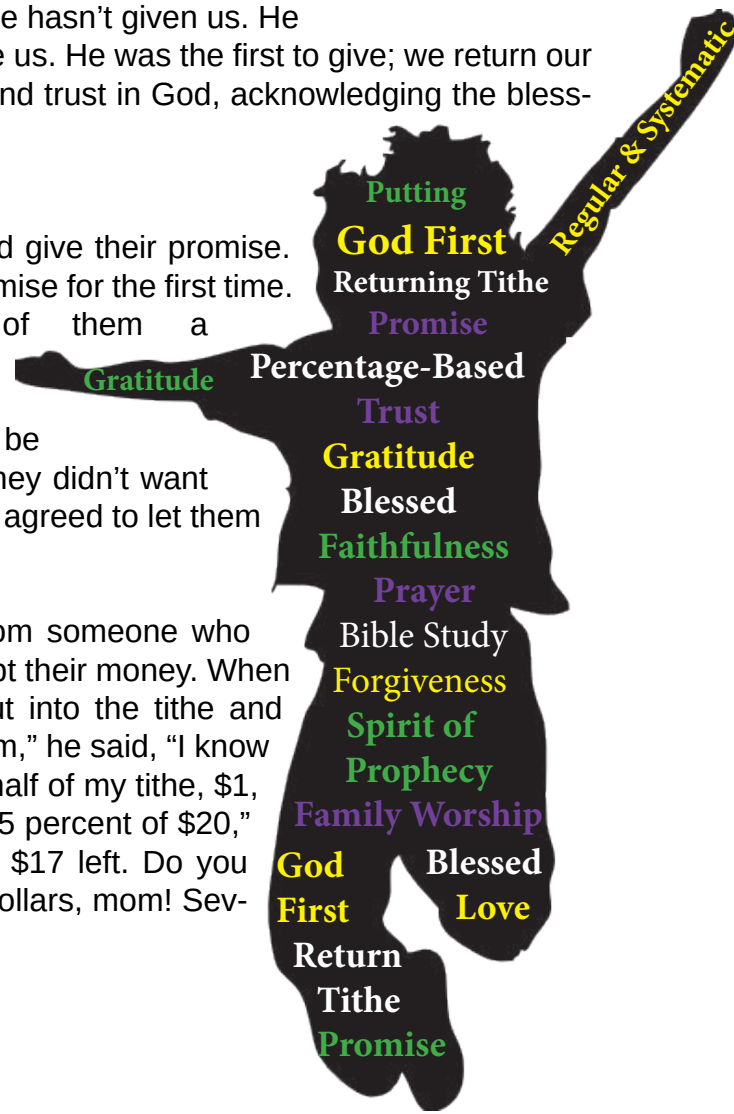 e hasn’t given us. He
e us. He was the first to give; we return our
nd trust in God, acknowledging the bless-
d give their promise.
mise for the first time.
of them a
be
hey didn’t want
agreed to let them
om someone who
pt their money. When
ut into the tithe and
m,” he said, “I know
half of my tithe, $1,
5 percent of $20,”
$17 left. Do you
ollars, mom! Sev-
Regular & Systematic
Putting
God First
Returning Tithe
Promise
Percentage-Based
Gratitude
Trust
Gratitude
Blessed
Faithfulness
Prayer
Bible Study
Forgiveness
Spirit of
Prophecy
Family Worship
God
First
Blessed
Love
Return
Tithe
Promise